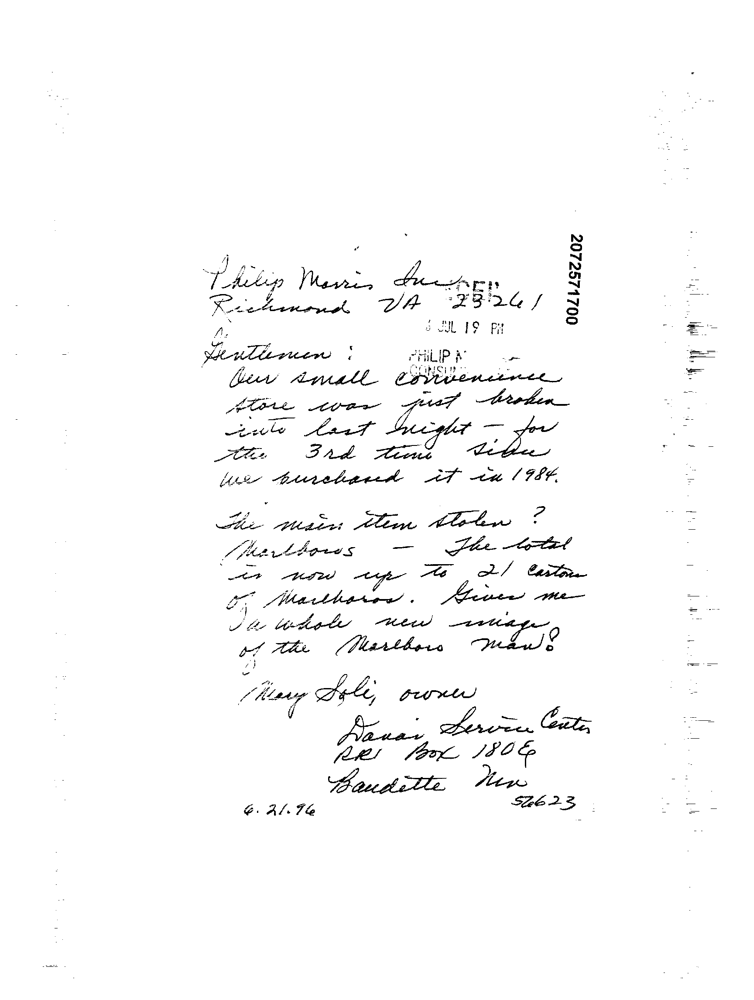 2072571700
Philip Morris Inc
Richmond VA 23261
JUL 19 PM
Gentlemen:
PHILIP M
CONSUM
Our small convenience
store was just broken
into last night – for
the 3rd time since
we purchased it in 1984.
The main item stolen?
Marlboros – The total
is now up to 21 cartons
of Marlboros. Gives me
a whole new image
of the Marlboro man!
Mary Soli, owner
Service Center
RR1 Box 180E
Baudette Mn
56623
6.21.96